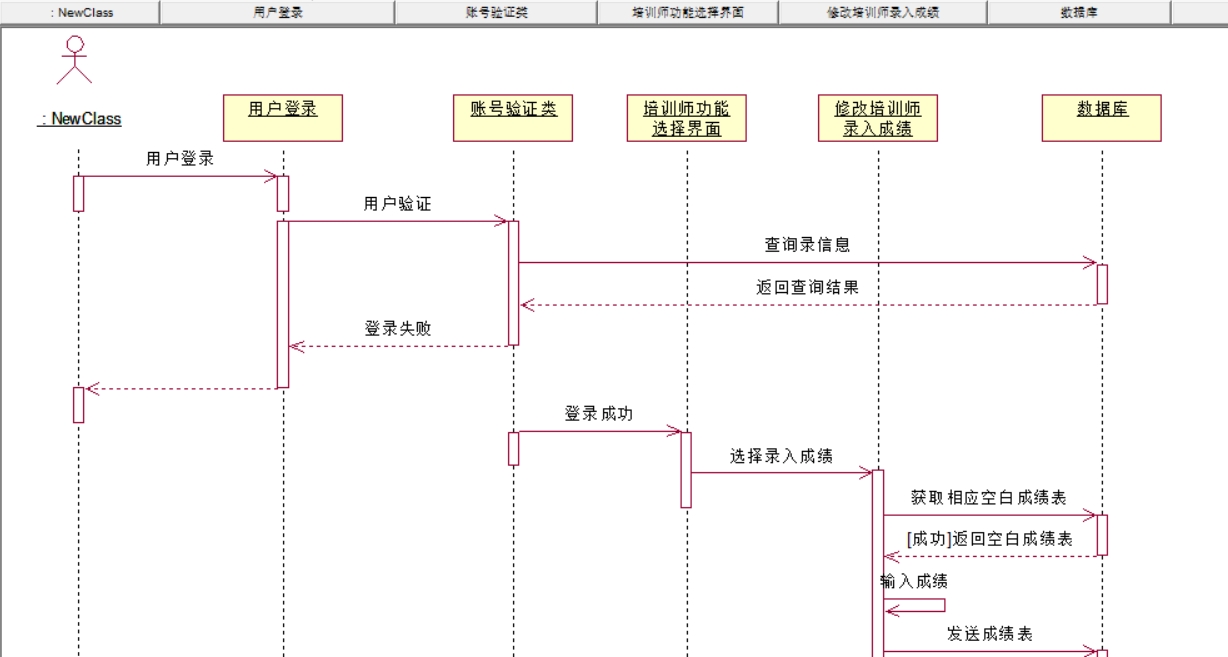 : NewClass
用户登录
账号验证类
培训师功能选择界面
修改培训师录入成绩
数据库
: NewClass
用户登录
账号验证类
培训师功能
选择界面
修改培训师
录入成绩
数据库
用户登录
用户验证
查询录信息
返回查询结果
登录失败
登录成功
选择录入成绩
获取相应空白成绩表
[成功]返回空白成绩表
输入成绩
发送成绩表